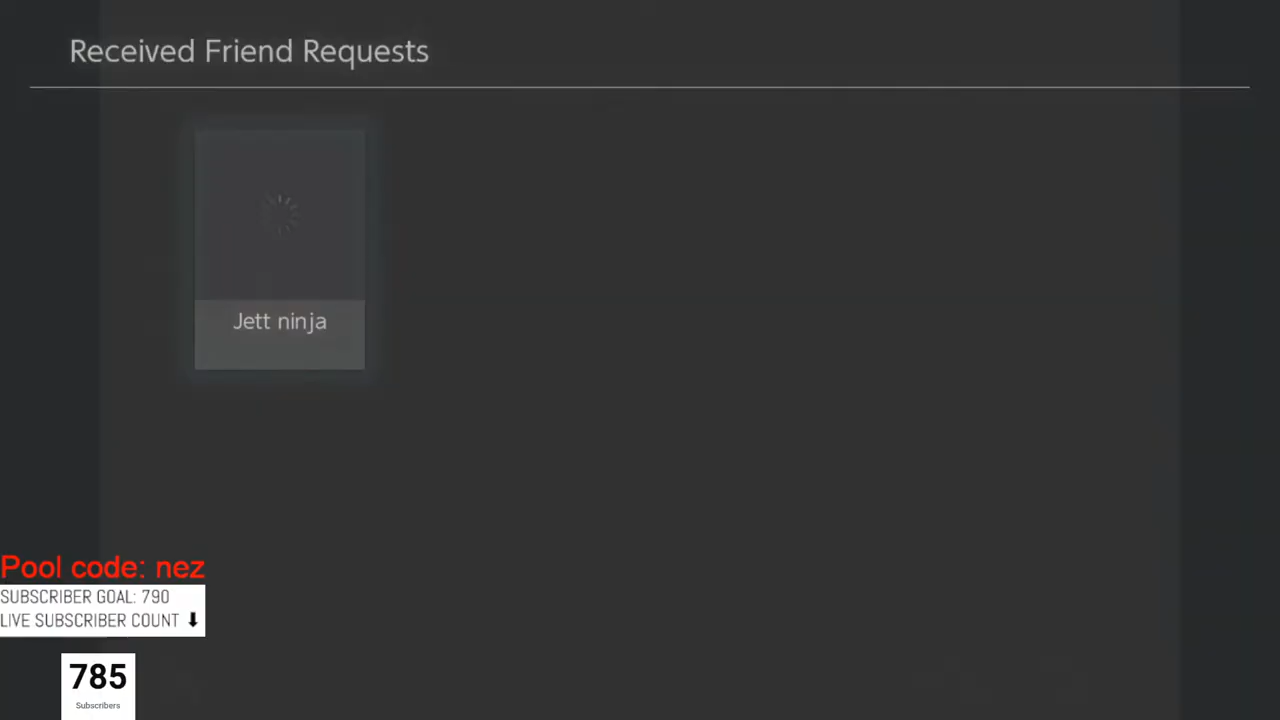 Received Friend Requests
Jett ninja
Pool code: nez
SUBSCRIBER GOAL: 790
LIVE SUBSCRIBER COUNT ⬇
785
Subscribers